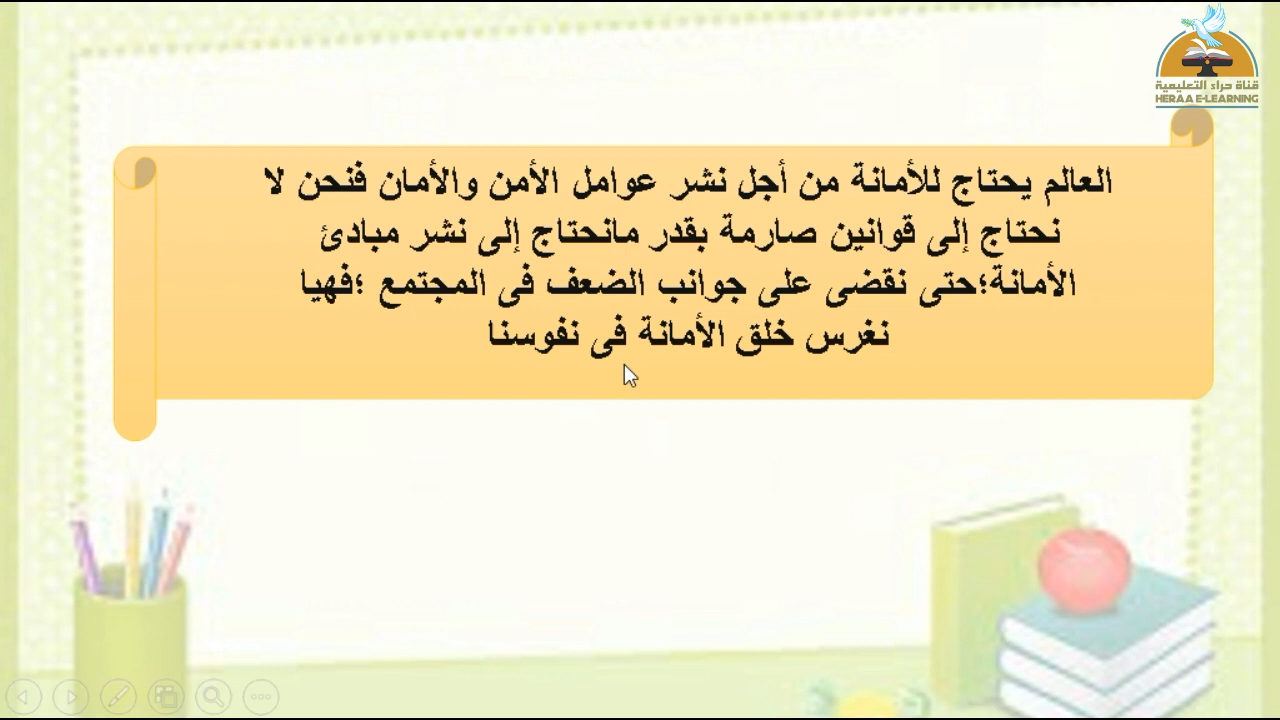 قناة حراء التعليمية
HERAA E-LEARNING
العالم يحتاج للأمانة من أجل نشر عوامل الأمن والأمان فنحن لا
نحتاج إلى قوانين صارمة بقدر مانحتاج إلى نشر مبادئ
الأمانة؛حتى نقضى على جوانب الضعف فى المجتمع ؛فهيا
نغرس خلق الأمانة فى نفوسنا